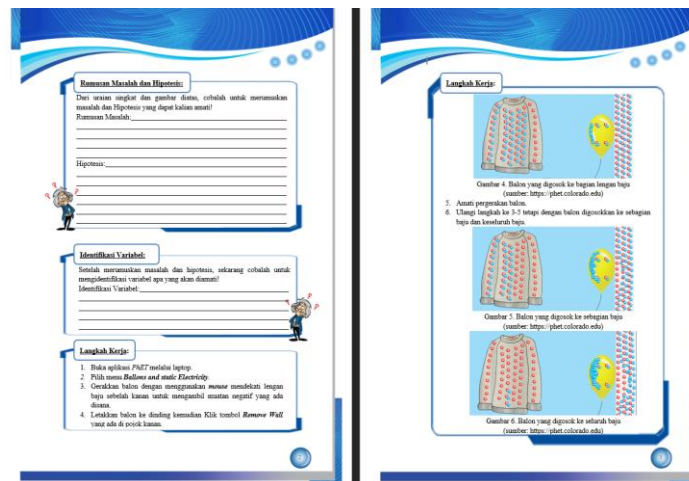 Rumusan Masalah dan Hipotesis:
Dari uraian singkat dan gambar diatas, cobalah untuk merumuskan
masalah dan Hipotesis yang dapat kalian amati!
Rumusan Masalah:
Hipotesis:
Identifikasi Variabel:
Setelah merumuskan masalah dan hipotesis, sekarang cobalah untuk
mengidentifikasi variabel apa yang akan diamati!
Identifikasi Variabel:
Langkah Kerja:
1. Buka aplikasi PhET melalui laptop.
2. Pilih menu Ballons and static Electricity.
3. Gerakkan balon dengan menggunakan mouse mendekati lengan
baju sebelah kanan untuk mengambil muatan negatif yang ada
disana.
4. Letakkan balon ke dinding kemudian Klik tombol Remove Wall
yang ada di pojok kanan.
Langkah Kerja:
Gambar 4. Balon yang digosok ke bagian lengan baju
(sumber: https://phet.colorado.edu)
5. Amati pergerakan balon.
6. Ulangi langkah ke 3-5 tetapi dengan balon digosokkan ke sebagian
baju dan keseluruh baju.
Gambar 5. Balon yang digosok ke sebagian baju
(sumber: https://phet.colorado.edu)
Gambar 6. Balon yang digosok ke seluruh baju
(sumber: https://phet.colorado.edu)